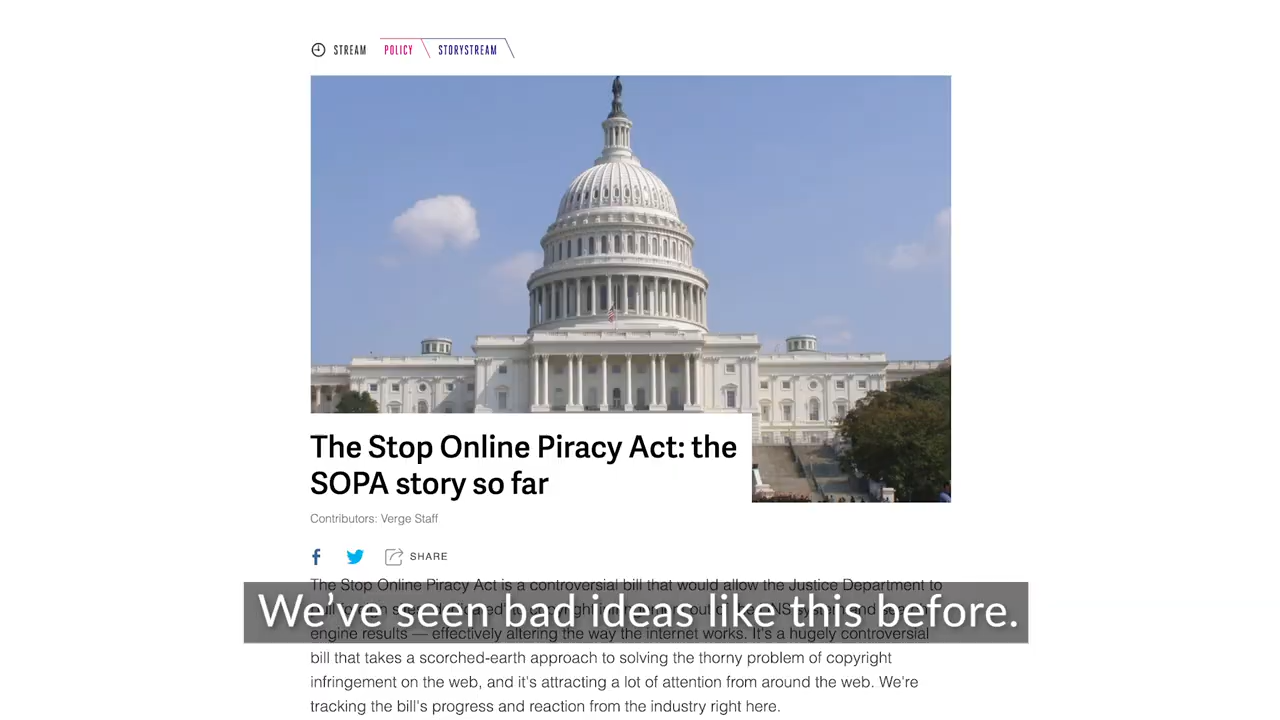 STREAM POLICY STORYSTREAM
The Stop Online Piracy Act: the
SOPA story so far
Contributors: Verge Staff
SHARE
The Stop Online Piracy Act is a controversial bill that would allow the Justice Department to
We've seen bad ideas like this before.
engine results — effectively altering the way the internet works. It's a hugely controversial
bill that takes a scorched-earth approach to solving the thorny problem of copyright
infringement on the web, and it's attracting a lot of attention from around the web. We're
tracking the bill's progress and reaction from the industry right here.